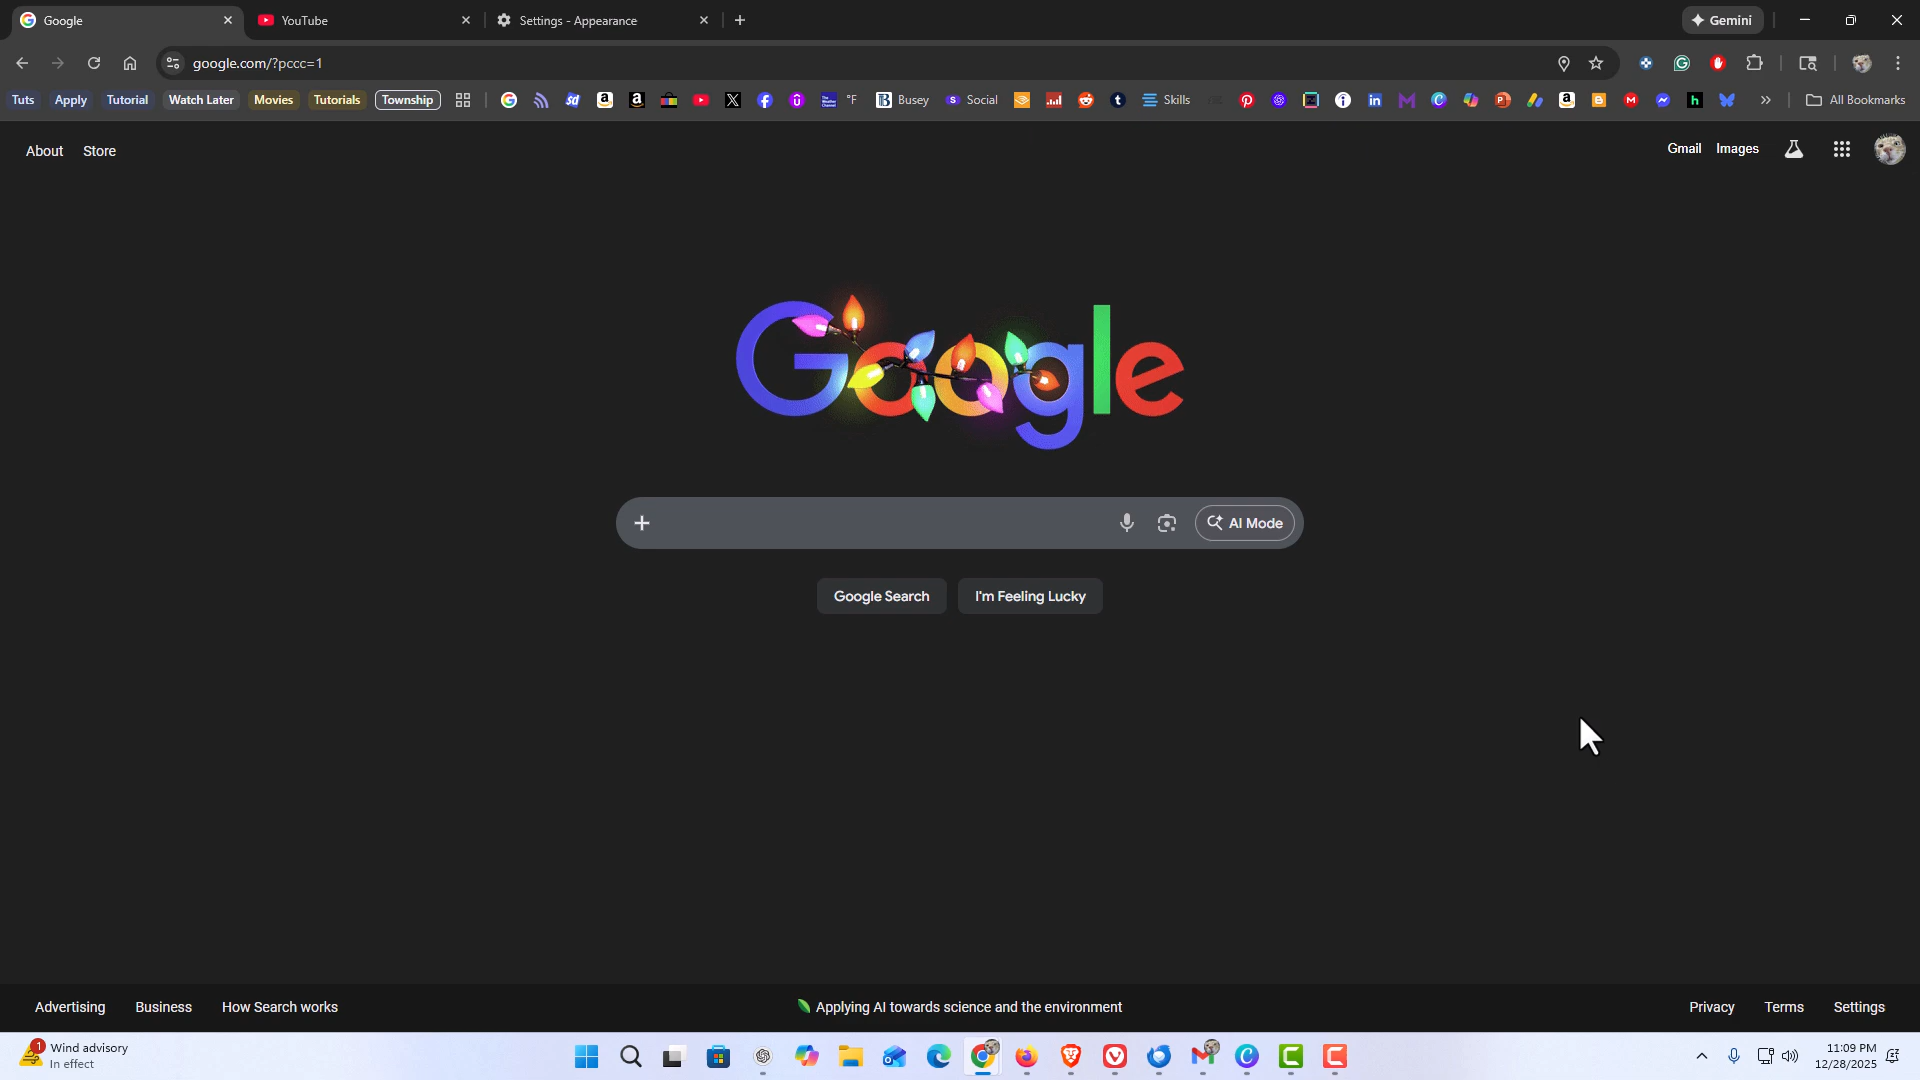 Google
YouTube
Settings - Appearance
Gemini
google.com/?pccc=1
Tuts
Apply
Tutorial
Watch Later
Movies
Tutorials
Township
°F
Busey
Social
Skills
All Bookmarks
About
Store
Gmail
Images
Google
AI Mode
Google Search
I'm Feeling Lucky
Advertising
Business
How Search works
Applying AI towards science and the environment
Privacy
Terms
Settings
1
Wind advisory
In effect
11:09 PM
12/28/2025